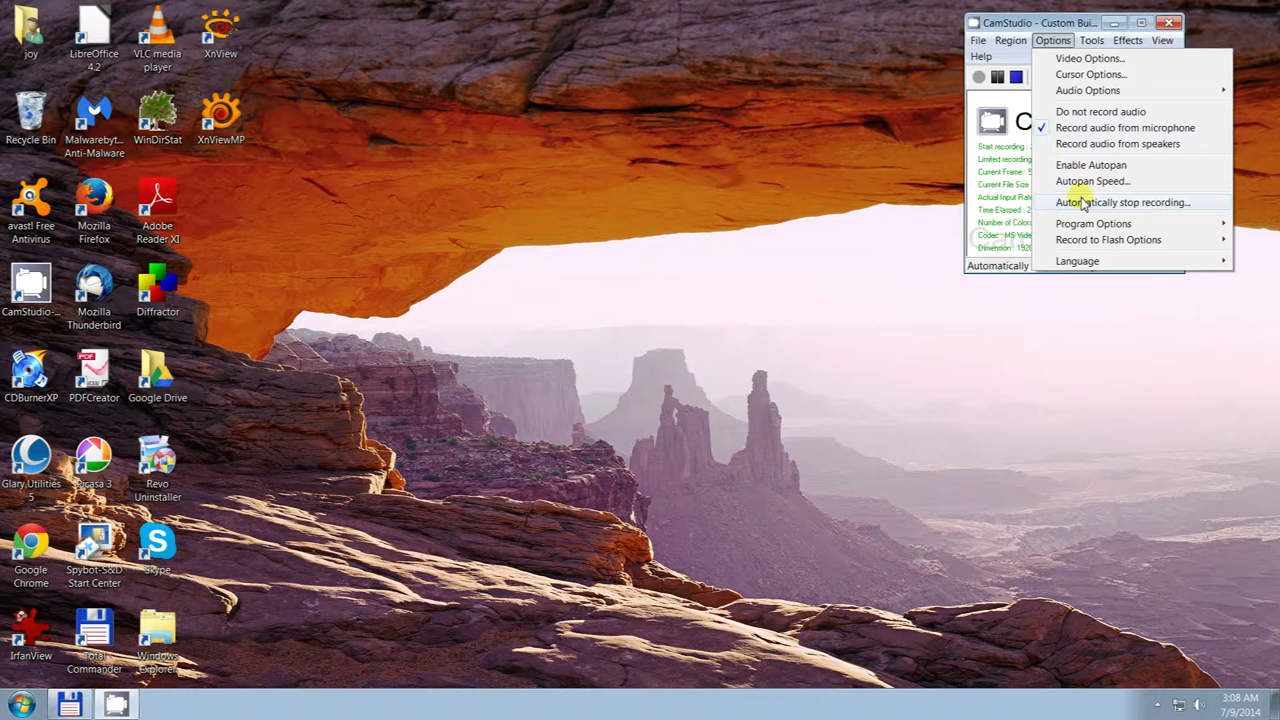 joy
LibreOffice
4.2
VLC media
player
XnView
Recycle Bin
Malwarebyt...
Anti-Malware
WinDirStat
XnViewMP
avast! Free
Antivirus
Mozilla
Firefox
Adobe
Reader XI
CamStudio-...
Mozilla
Thunderbird
Diffractor
CDBurnerXP
PDFCreator
Google Drive
Glary Utilities
5
Picasa 3
Revo
Uninstaller
Google
Chrome
Spybot-S&D
Start Center
Skype
IrfanView
Total
Commander
Windows
Explorer
CamStudio - Custom Bui...
File Region Options Tools Effects View
Help
Start recording :
Limited recording
Current Frame :
Current File Size
Actual Input Rate
Time Elasped :
Number of Colors
Codec : MS Video
Dimension : 1920
Automatically
Video Options...
Cursor Options...
Audio Options
Do not record audio
Record audio from microphone
Record audio from speakers
Enable Autopan
Autopan Speed...
Automatically stop recording...
Program Options
Record to Flash Options
Language
3:08 AM
7/9/2014